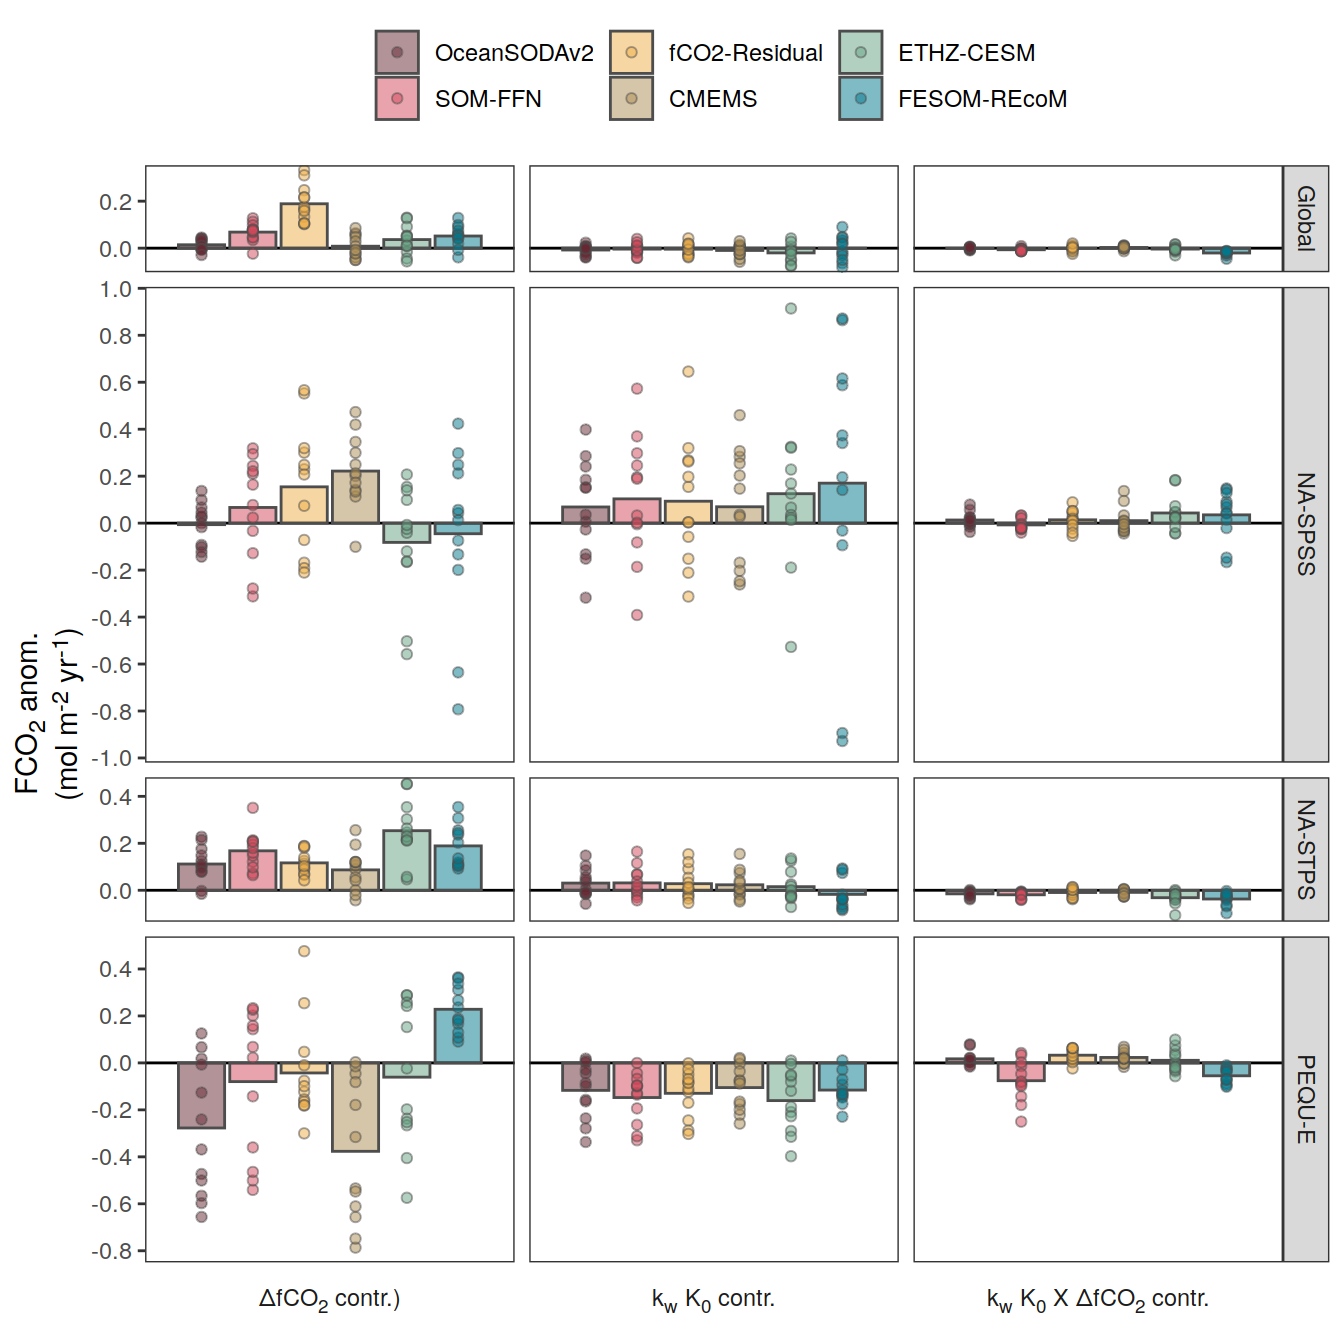 OceanSODAv2 fCO2-Residual ETHZ-CESM
SOM-FFN CMEMS FESOM-REcoM
FCO2 anom.
(mol m-2 yr-1)
0.2
0.0
Global
1.0
0.8
0.6
0.4
0.2
0.0
-0.2
-0.4
-0.6
-0.8
-1.0
NA-SPSS
0.4
0.2
0.0
NA-STPS
0.4
0.2
0.0
-0.2
-0.4
-0.6
-0.8
PEQU-E
ΔfCO2 contr.) kw K0 contr. kw K0 X ΔfCO2 contr.